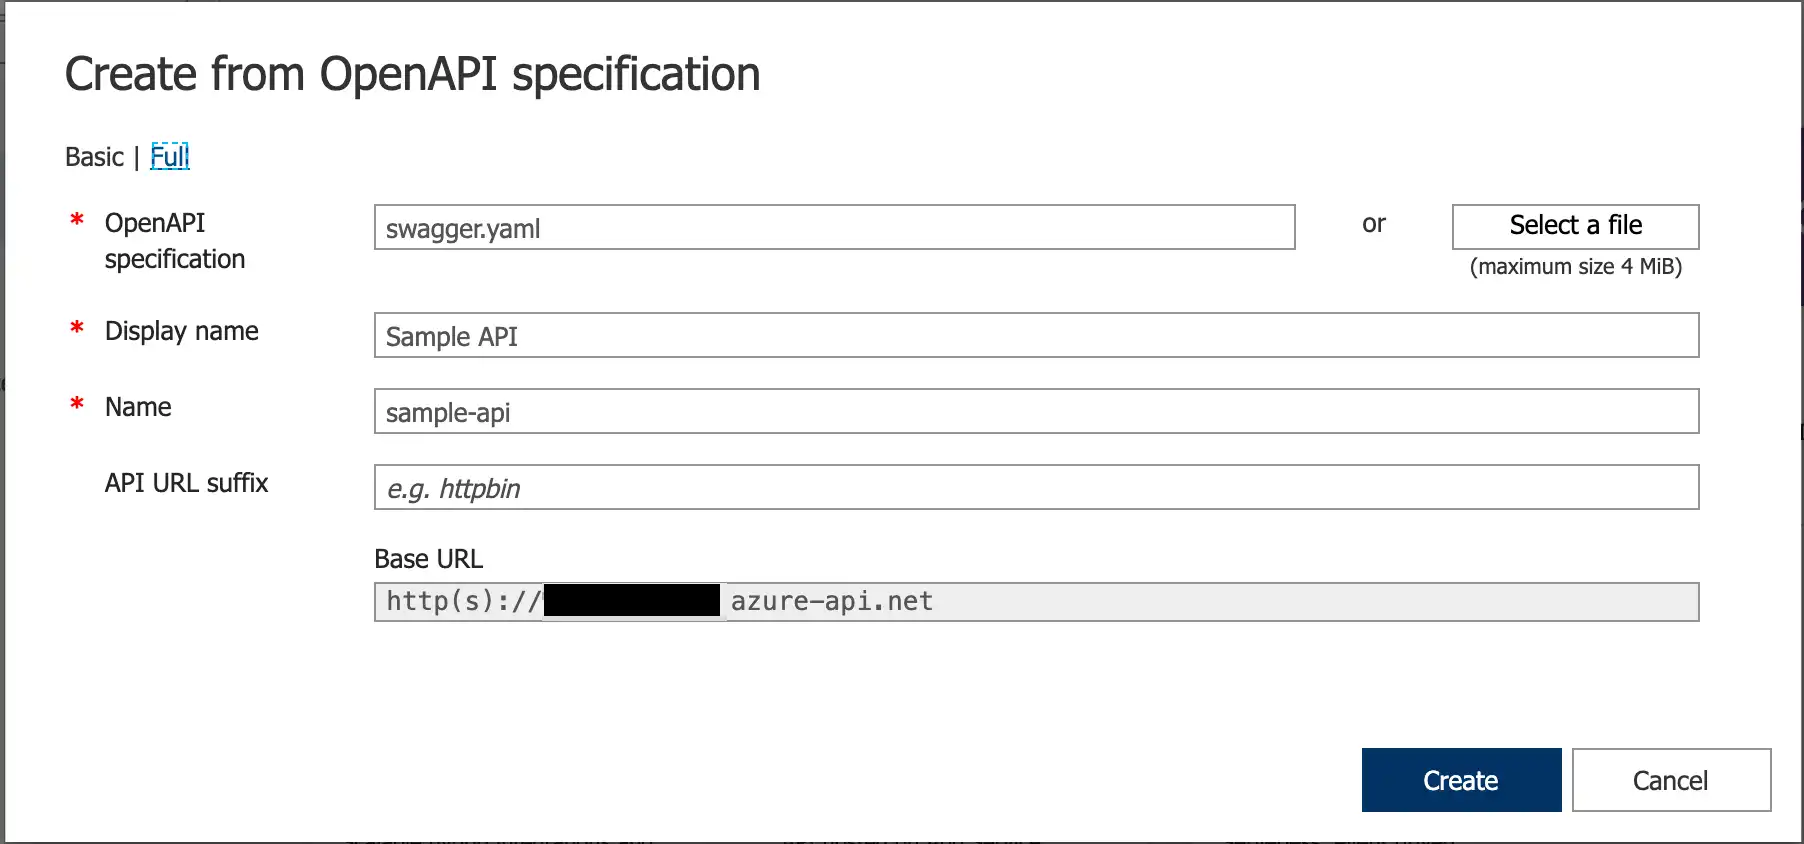 Create from OpenAPI specification
Basic | Full
* OpenAPI specification
swagger.yaml
or
Select a file
(maximum size 4 MiB)
* Display name
Sample API
* Name
sample-api
API URL suffix
e.g. httpbin
Base URL
http(s):// azure-api.net
Create
Cancel